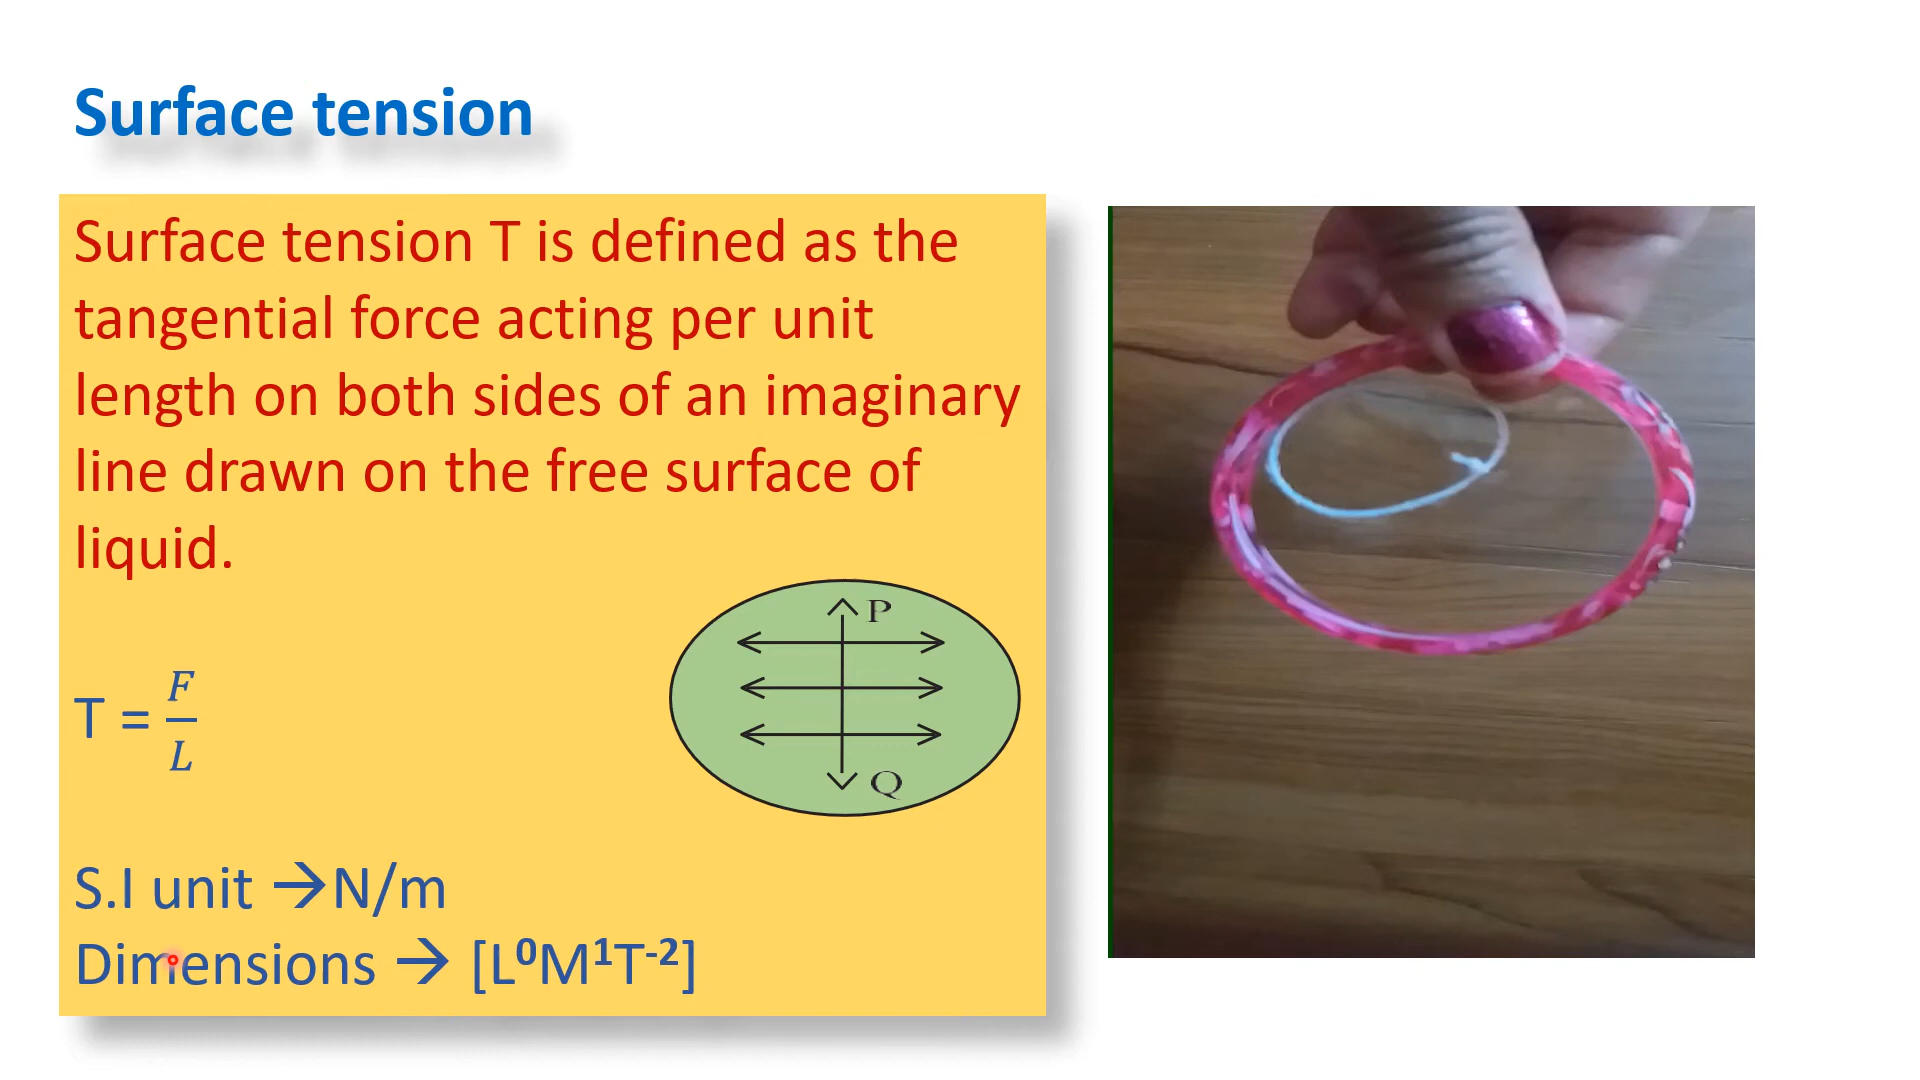 Surface tension
Surface tension T is defined as the
tangential force acting per unit
length on both sides of an imaginary
line drawn on the free surface of
liquid.
T = F/L
P
Q
S.I unit →N/m
Dimensions → [L⁰M¹T⁻²]